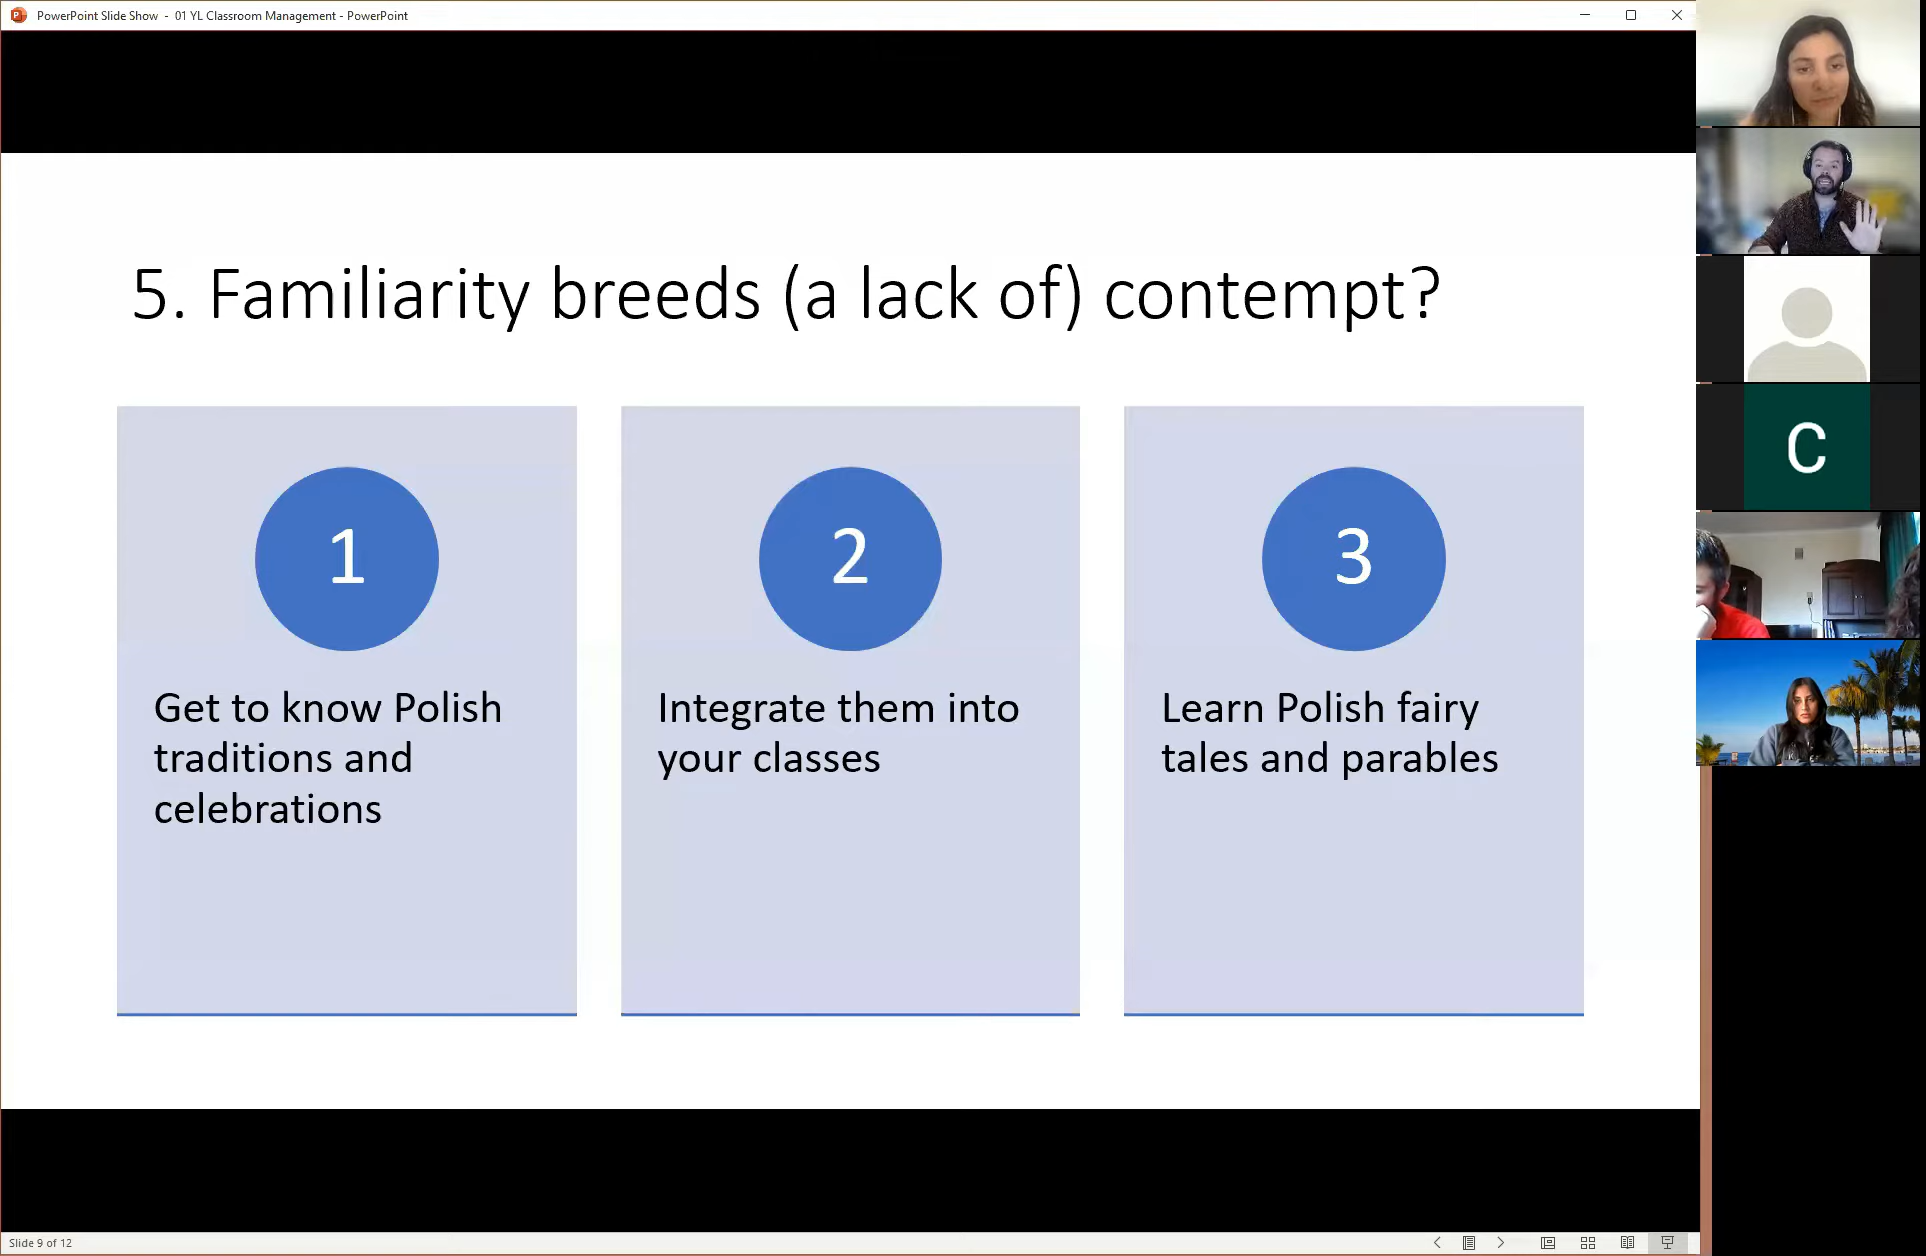 PowerPoint Slide Show - 01 YL Classroom Management - PowerPoint
5. Familiarity breeds (a lack of) contempt?
1
Get to know Polish
traditions and
celebrations
2
Integrate them into
your classes
3
Learn Polish fairy
tales and parables
C
Slide 9 of 12